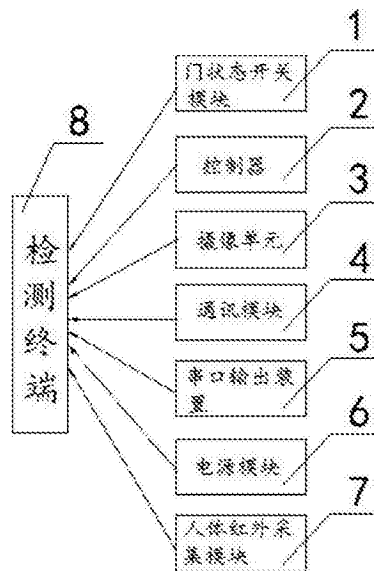 1
门状态开关
模块
2
控制器
3
摄像单元
4
通讯模块
5
串口输出装
置
6
电源模块
7
人体红外采
集模块
8
检
测
终
端